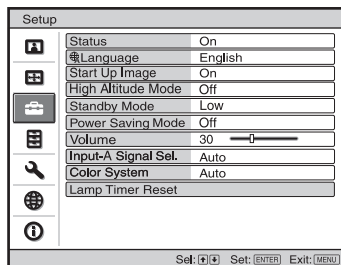 Setup
Status On
Language English
Start Up Image On
High Altitude Mode Off
Standby Mode Low
Power Saving Mode Off
Volume 30
Input-A Signal Sel. Auto
Color System Auto
Lamp Timer Reset
Sel: Set: ENTER Exit: MENU